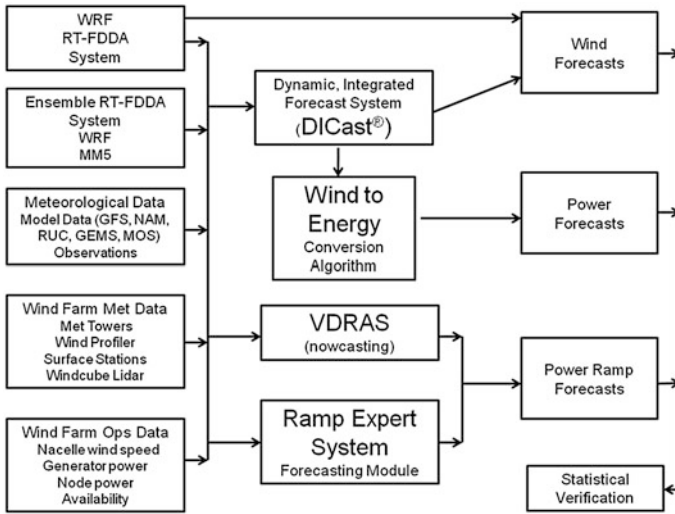 WRF
RT-FDDA
System
Ensemble RT-FDDA
System
WRF
MM5
Meteorological Data
Model Data (GFS, NAM,
RUC, GEMS, MOS)
Observations
Wind Farm Met Data
Met Towers
Wind Profiler
Surface Stations
Windcube Lidar
Wind Farm Ops Data
Nacelle wind speed
Generator power
Node power
Availability
Dynamic, Integrated
Forecast System
(DICast®)
Wind to
Energy
Conversion
Algorithm
VDRAS
(nowcasting)
Ramp Expert
System
Forecasting Module
Wind
Forecasts
Power
Forecasts
Power Ramp
Forecasts
Statistical
Verification